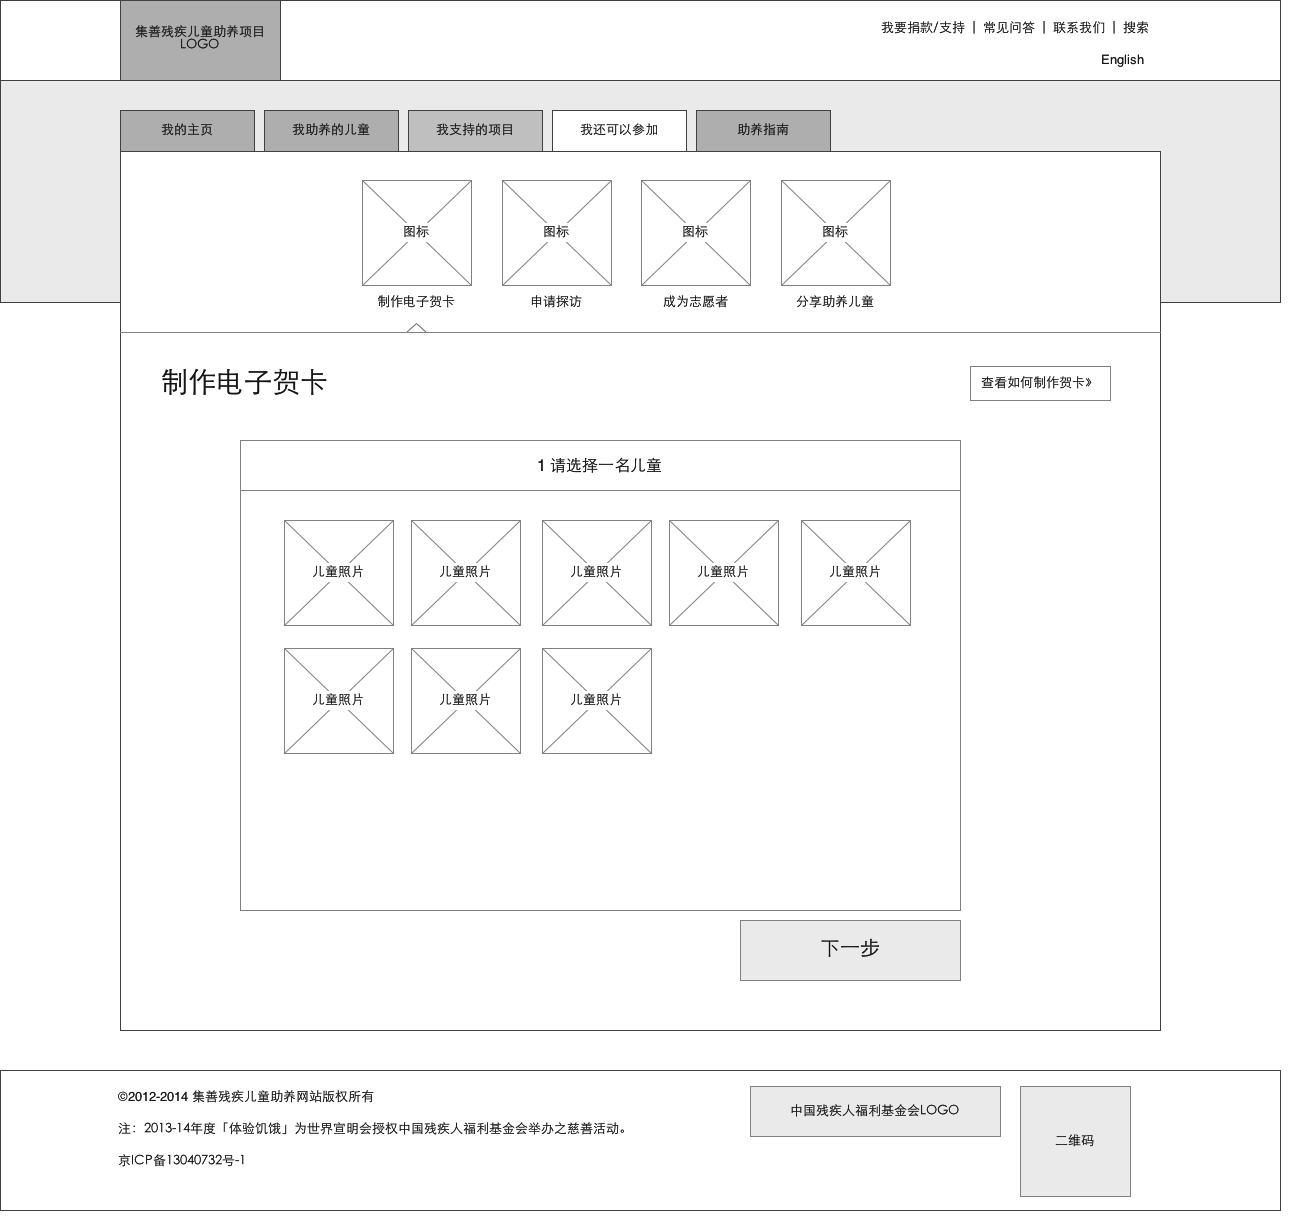 集善残疾儿童助养项目
LOGO
我要捐款/支持 | 常见问答 | 联系我们 | 搜索
English
我的主页
我助养的儿童
我支持的项目
我还可以参加
助养指南
图标
图标
图标
图标
制作电子贺卡
申请探访
成为志愿者
分享助养儿童
制作电子贺卡
查看如何制作贺卡》
1 请选择一名儿童
儿童照片
儿童照片
儿童照片
儿童照片
儿童照片
儿童照片
儿童照片
儿童照片
下一步
©2012-2014 集善残疾儿童助养网站版权所有
注：2013-14年度「体验饥饿」为世界宣明会授权中国残疾人福利基金会举办之慈善活动。
京ICP备13040732号-1
中国残疾人福利基金会LOGO
二维码